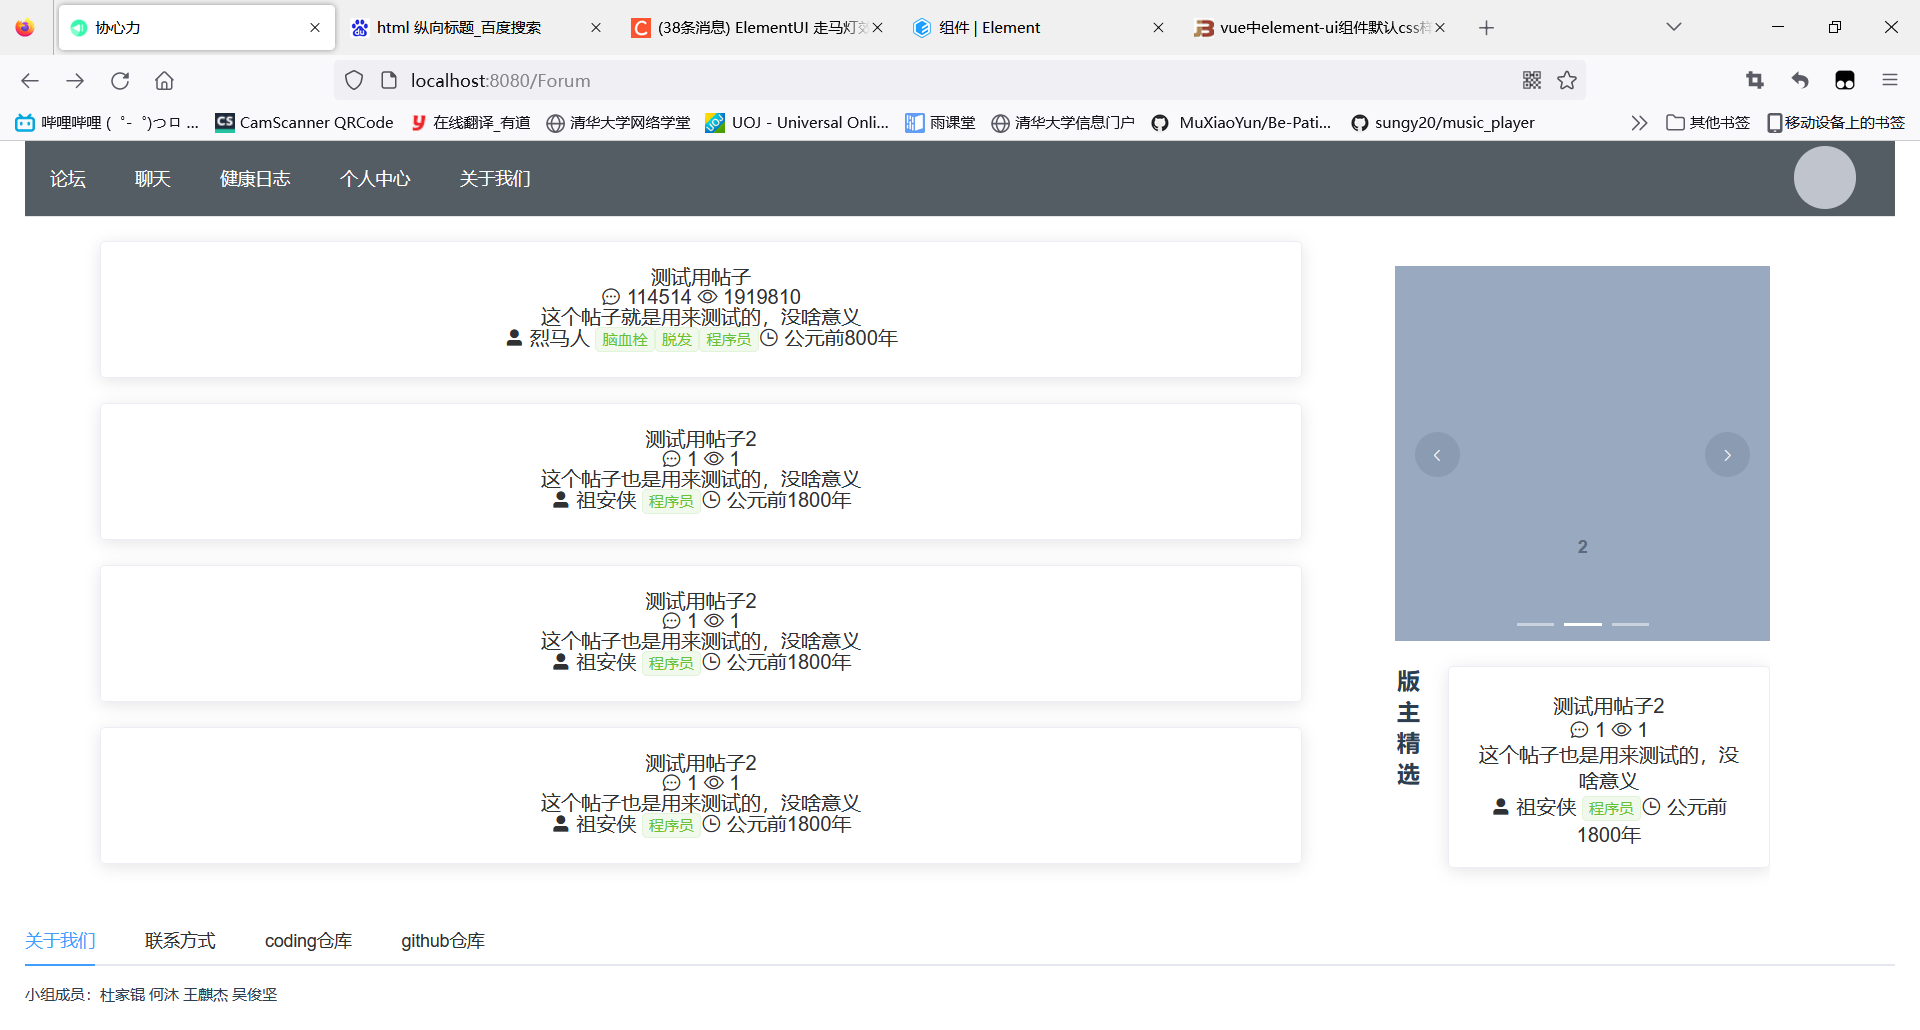 协心力
html 纵向标题_百度搜索
(38条消息) ElementUI 走马灯
组件 | Element
vue中element-ui组件默认css
localhost:8080/Forum
哔哩哔哩 ( ゜- ゜)つロ ...
CamScanner QRCode
在线翻译_有道
清华大学网络学堂
UOJ - Universal Onli...
雨课堂
清华大学信息门户
MuXiaoYun/Be-Pati...
sungy20/music_player
其他书签
移动设备上的书签
论坛
聊天
健康日志
个人中心
关于我们
测试用帖子
114514 1919810
这个帖子就是用来测试的，没啥意义
烈马人 脑血栓 脱发 程序员 公元前800年
测试用帖子2
1 1
这个帖子也是用来测试的，没啥意义
祖安侠 程序员 公元前1800年
测试用帖子2
1 1
这个帖子也是用来测试的，没啥意义
祖安侠 程序员 公元前1800年
测试用帖子2
1 1
这个帖子也是用来测试的，没啥意义
祖安侠 程序员 公元前1800年
2
版
主
精
选
测试用帖子2
1 1
这个帖子也是用来测试的，没
啥意义
祖安侠 程序员 公元前
1800年
关于我们
联系方式
coding仓库
github仓库
小组成员：杜家锟 何沐 王麒杰 吴俊坚